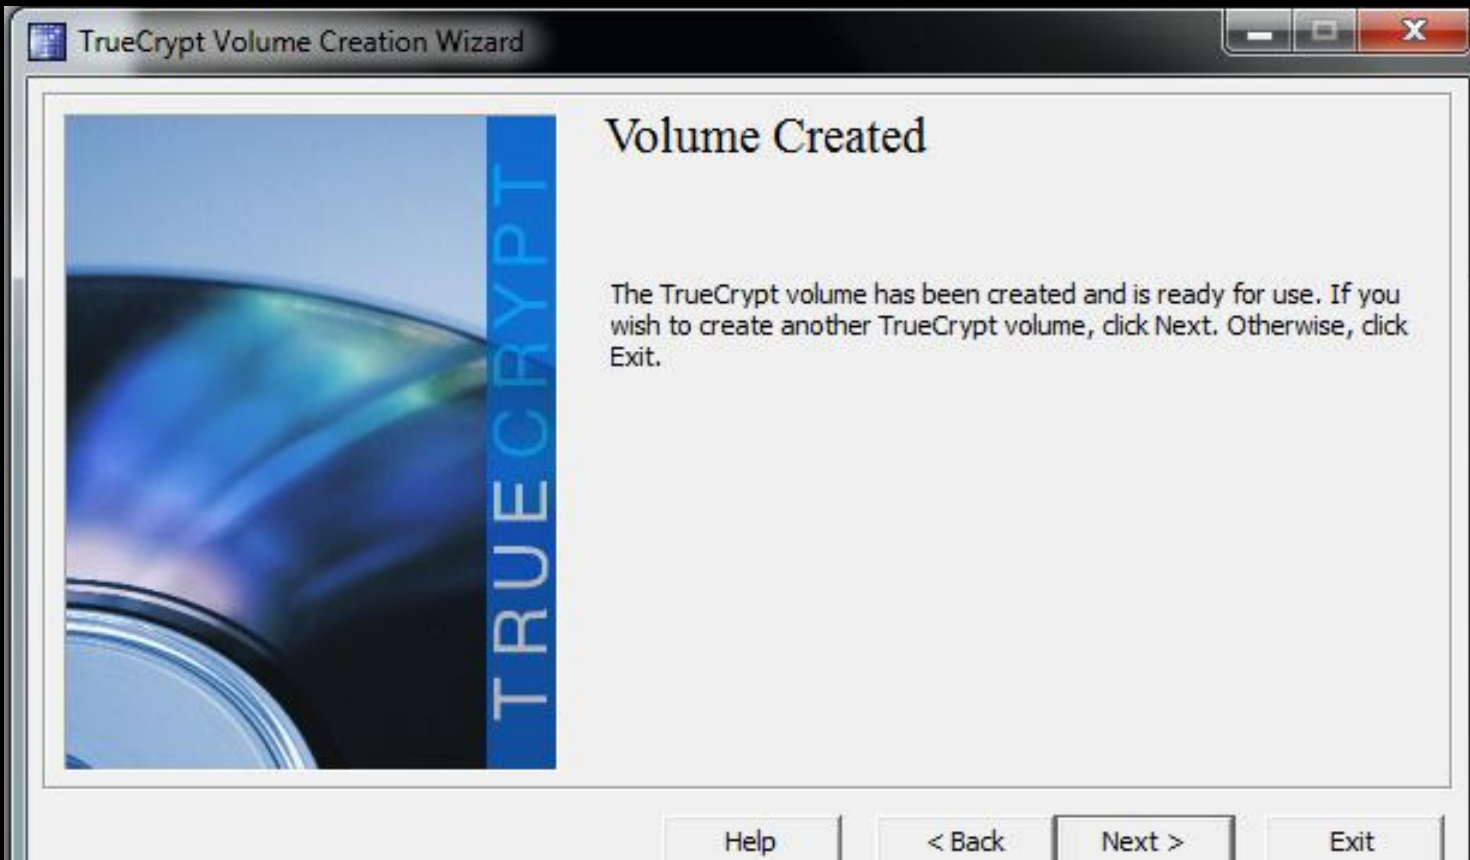 TrueCrypt Volume Creation Wizard
TRUECRYPT
Volume Created
The TrueCrypt volume has been created and is ready for use. If you
wish to create another TrueCrypt volume, click Next. Otherwise, click
Exit.
Help
< Back
Next >
Exit